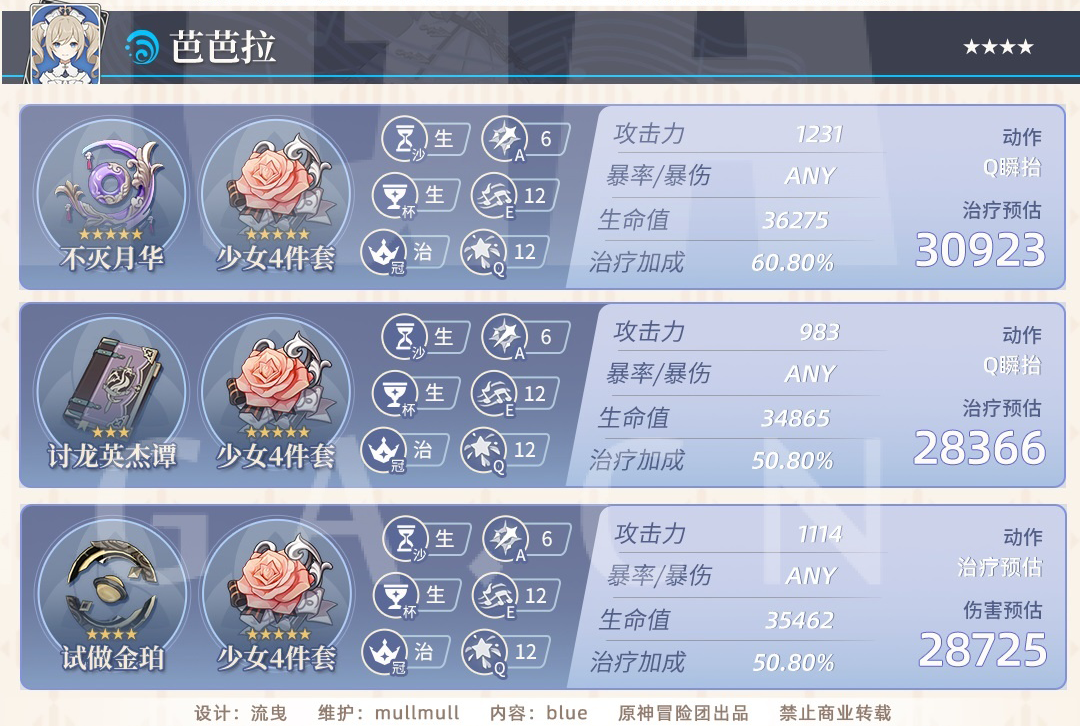 芭芭拉
★★★★
不灭月华
少女4件套
沙 生
A 6
杯 生
E 12
冠 治
Q 12
攻击力 1231
暴率/暴伤 ANY
生命值 36275
治疗加成 60.80%
动作
Q瞬抬
治疗预估
30923
讨龙英杰谭
少女4件套
沙 生
A 6
杯 生
E 12
冠 治
Q 12
攻击力 983
暴率/暴伤 ANY
生命值 34865
治疗加成 50.80%
动作
Q瞬抬
治疗预估
28366
试做金珀
少女4件套
沙 生
A 6
杯 生
E 12
冠 治
Q 12
攻击力 1114
暴率/暴伤 ANY
生命值 35462
治疗加成 50.80%
动作
治疗预估
伤害预估
28725
设计：流曳 维护：mullmull 内容：blue 原神冒险团出品 禁止商业转载